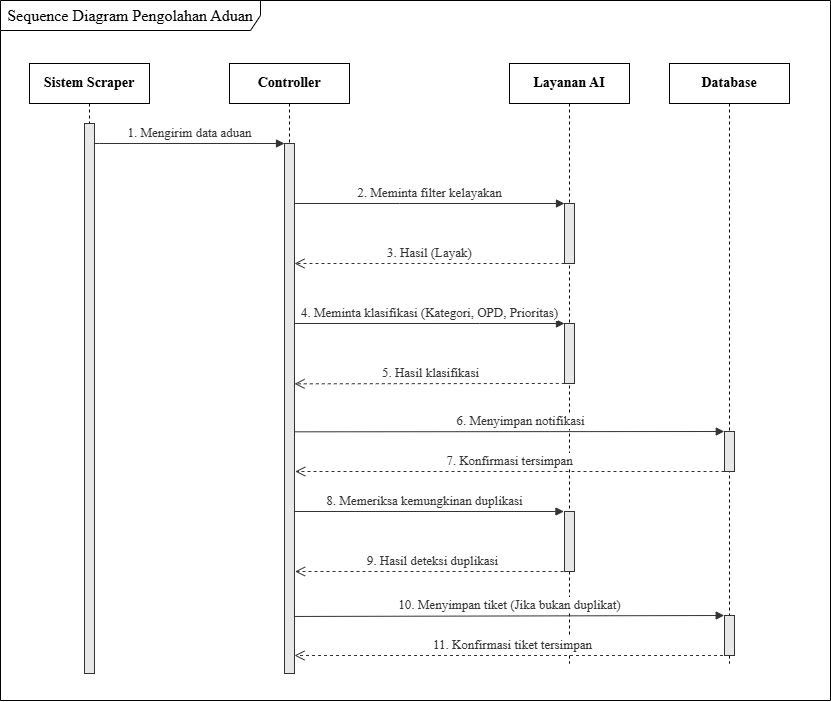 Sequence Diagram Pengolahan Aduan
Sistem Scraper
Controller
Layanan AI
Database
1. Mengirim data aduan
2. Meminta filter kelayakan
3. Hasil (Layak)
4. Meminta klasifikasi (Kategori, OPD, Prioritas)
5. Hasil klasifikasi
6. Menyimpan notifikasi
7. Konfirmasi tersimpan
8. Memeriksa kemungkinan duplikasi
9. Hasil deteksi duplikasi
10. Menyimpan tiket (Jika bukan duplikat)
11. Konfirmasi tiket tersimpan